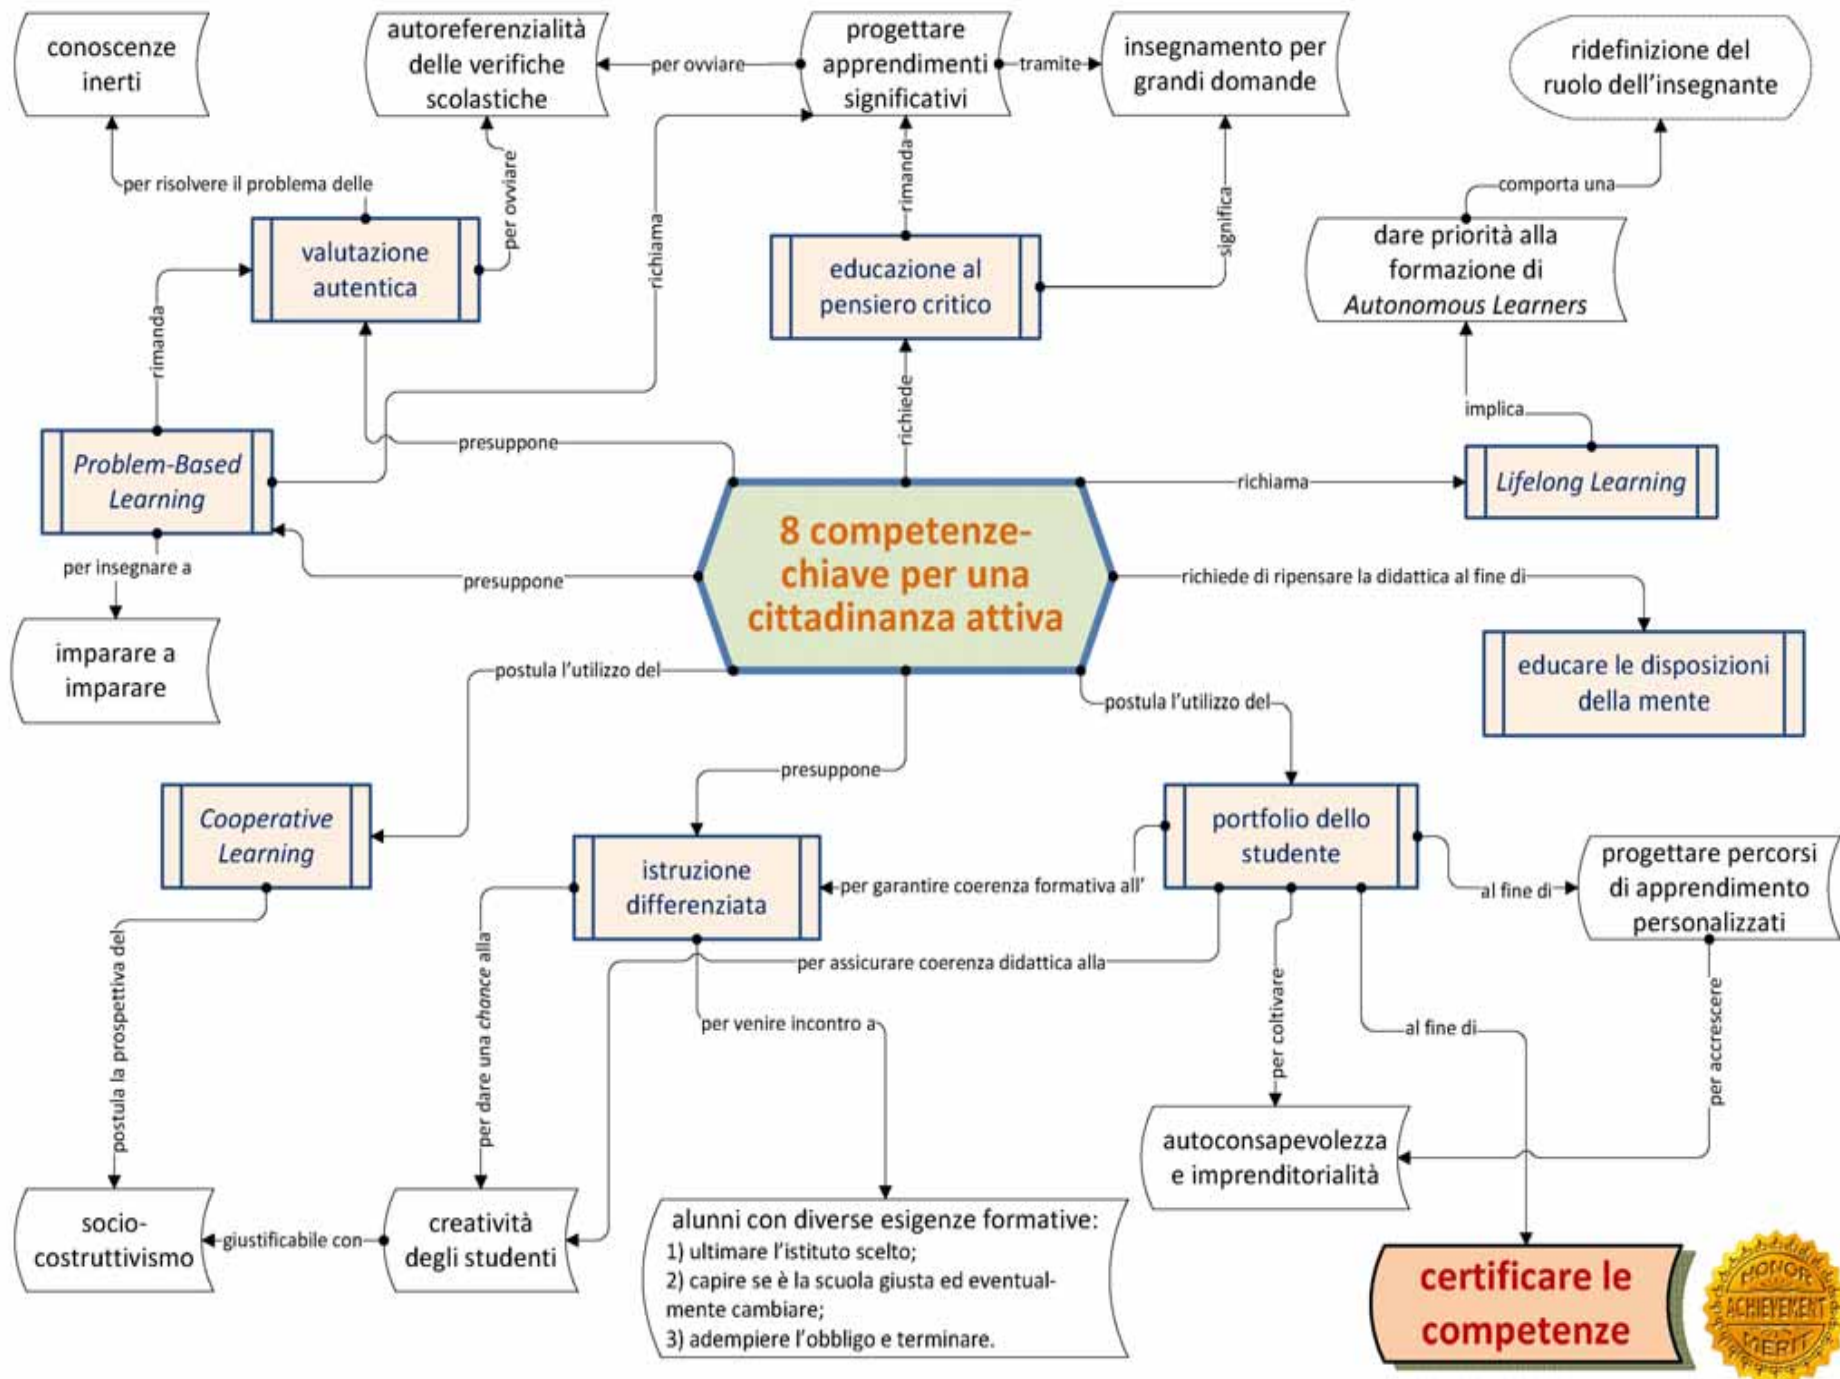 conoscenze
inerti
autoreferenzialità
delle verifiche
scolastiche
per ovviare
progettare
apprendimenti
significativi
tramite
insegnamento per
grandi domande
ridefinizione del
ruolo dell'insegnante
per risolvere il problema delle
per ovviare
richiama
rimanda
significa
comporta una
valutazione
autentica
educazione al
pensiero critico
dare priorità alla
formazione di
Autonomous Learners
rimanda
richiede
implica
presuppone
Problem-Based
Learning
richiama
Lifelong Learning
8 competenze-
chiave per una
cittadinanza attiva
per insegnare a
presuppone
richiede di ripensare la didattica al fine di
imparare a
imparare
postula l'utilizzo del
educare le disposizioni
della mente
postula l'utilizzo del
presuppone
Cooperative
Learning
istruzione
differenziata
per garantire coerenza formativa all'
portfolio dello
studente
al fine di
progettare percorsi
di apprendimento
personalizzati
postula la prospettiva del
per dare una chance alla
per assicurare coerenza didattica alla
per venire incontro a
per coltivare
al fine di
per accrescere
autoconsapevolezza
e imprenditorialità
socio-
costruttivismo
giustificabile con
creatività
degli studenti
alunni con diverse esigenze formative:
1) ultimare l'istituto scelto;
2) capire se è la scuola giusta ed eventual-
mente cambiare;
3) adempiere l'obbligo e terminare.
certificare le
competenze
HONOR
ACHIEVEMENT
MERIT